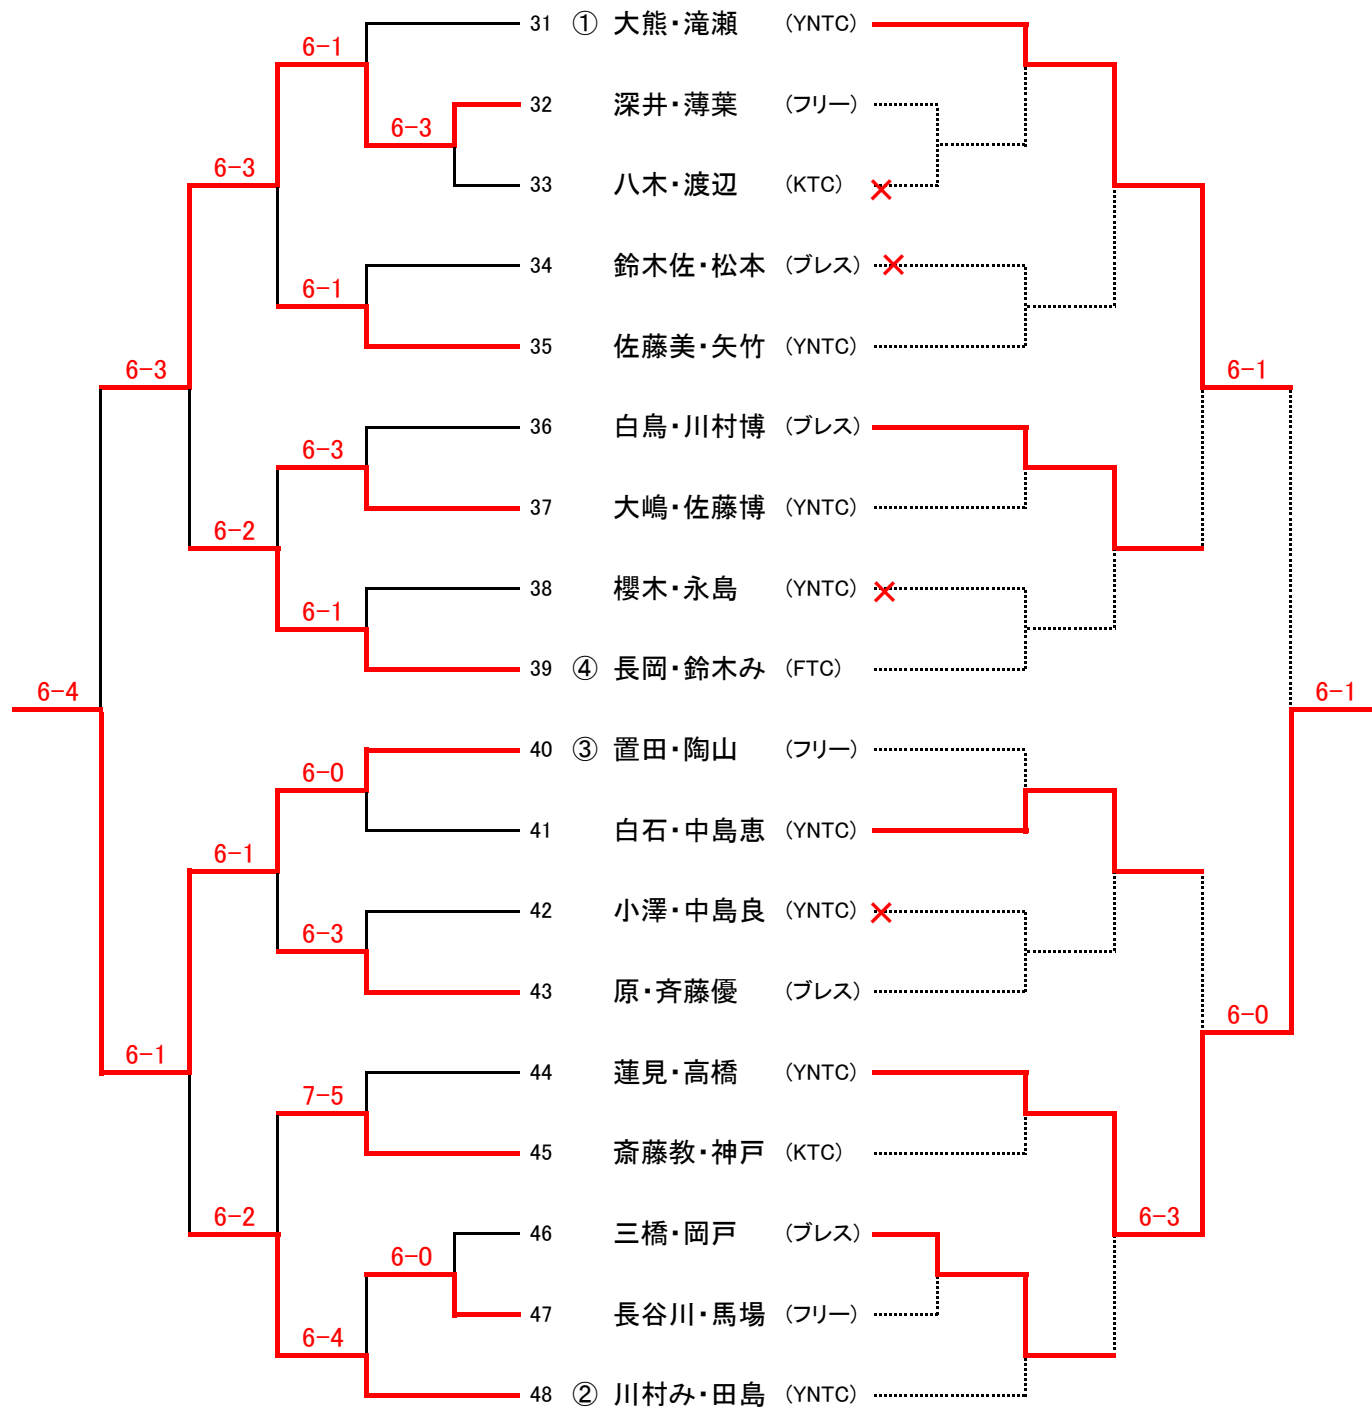 31 ① 大熊・滝瀬 (YNTC)
6-1
32 深井・薄葉 (フリー)
6-3
6-3
33 八木・渡辺 (KTC)
34 鈴木佐・松本 (ブレス)
6-1
35 佐藤美・矢竹 (YNTC)
6-3
6-1
36 白鳥・川村博 (ブレス)
6-3
37 大嶋・佐藤博 (YNTC)
6-2
38 櫻木・永島 (YNTC)
6-1
39 ④ 長岡・鈴木み (FTC)
6-4
6-1
40 ③ 置田・陶山 (フリー)
6-0
41 白石・中島恵 (YNTC)
6-1
42 小澤・中島良 (YNTC)
6-3
43 原・斉藤優 (ブレス)
6-0
6-1
44 蓮見・高橋 (YNTC)
7-5
45 斎藤教・神戸 (KTC)
6-2
6-3
46 三橋・岡戸 (ブレス)
6-0
47 長谷川・馬場 (フリー)
6-4
48 ② 川村み・田島 (YNTC)